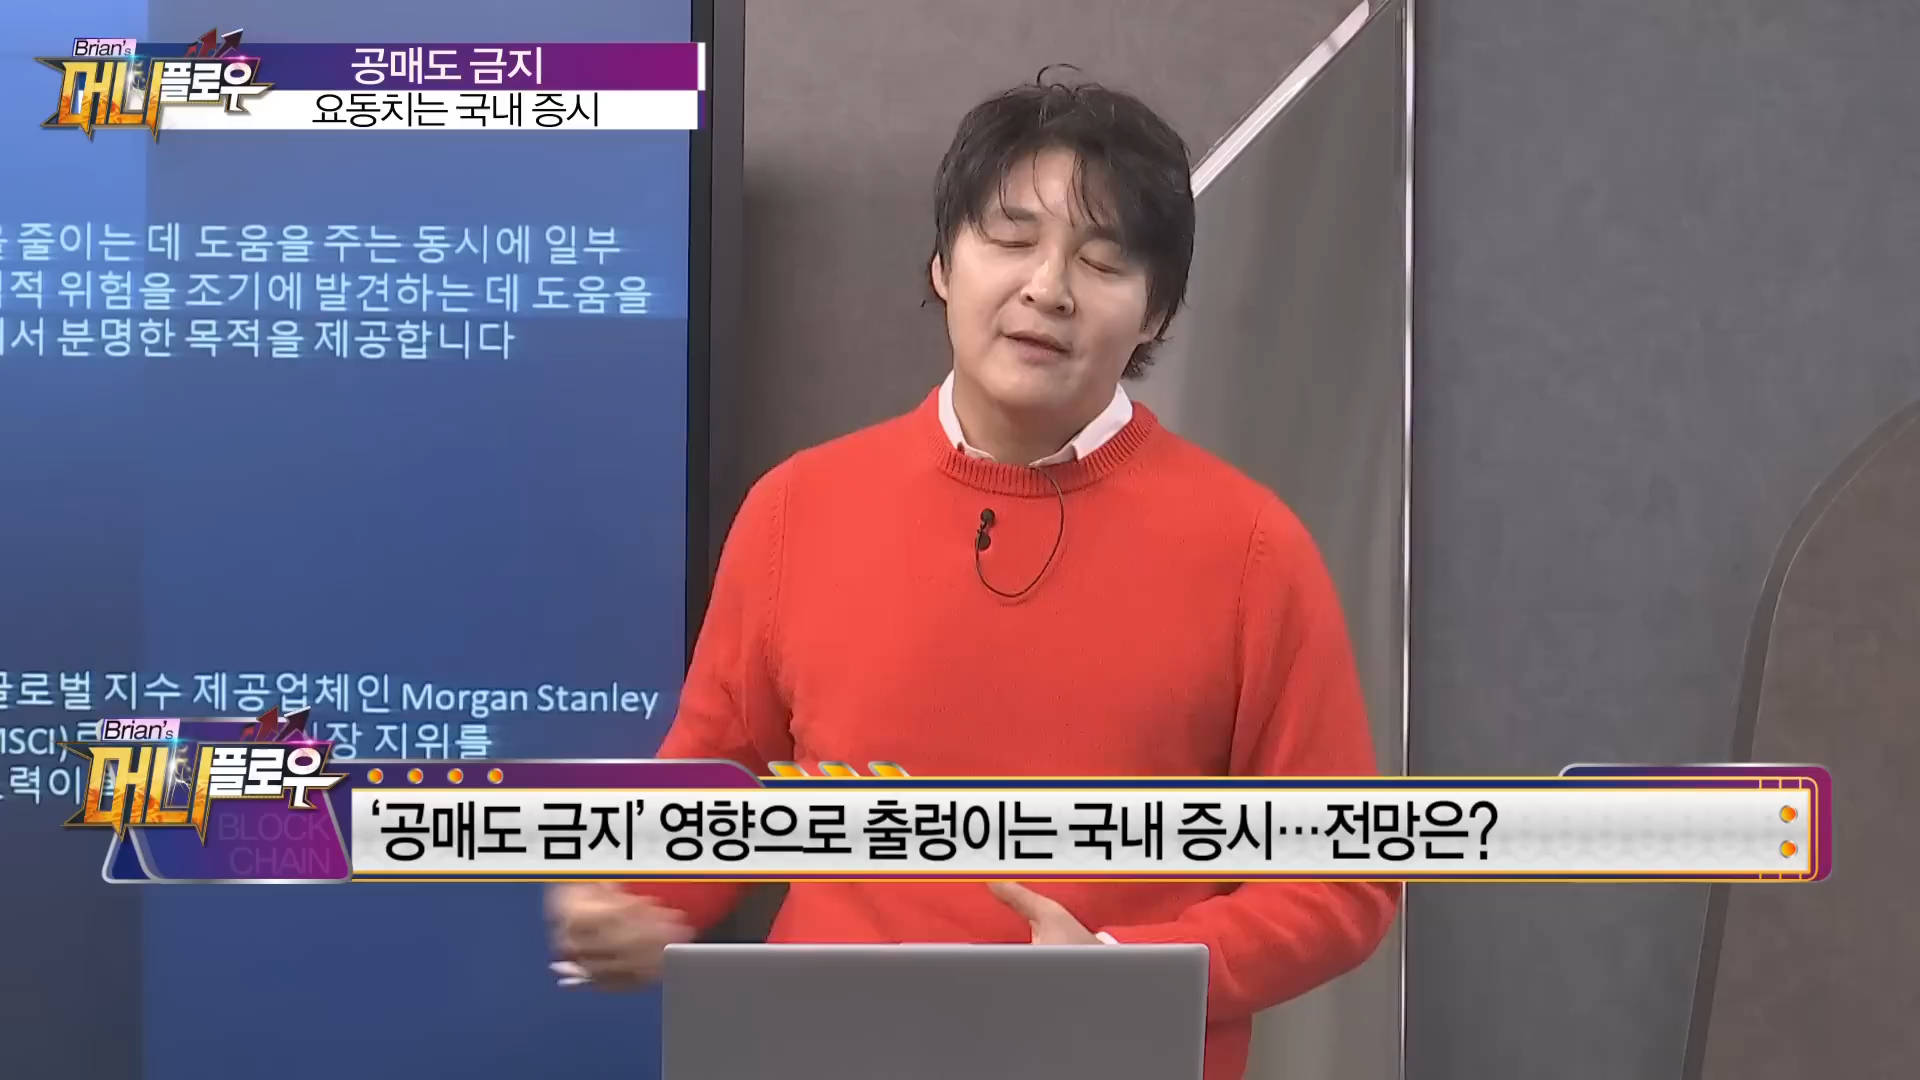 Brian's
머니플로우
공매도 금지
요동치는 국내 증시
줄이는 데 도움을 주는 동시에 일부
위험을 조기에 발견하는 데 도움을
분명한 목적을 제공합니다
글로벌 지수 제공업체인 Morgan Stanley
지위를
Brian's
머니플로우
BLOCK
CHAIN
‘공매도 금지’ 영향으로 출렁이는 국내 증시…전망은?